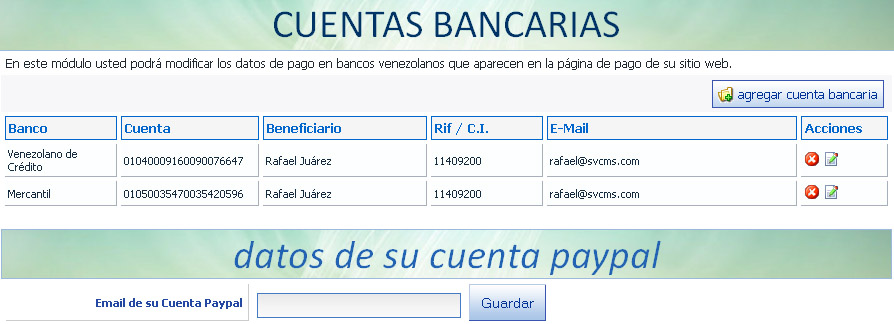 CUENTAS BANCARIAS
En este módulo usted podrá modificar los datos de pago en bancos venezolanos que aparecen en la página de pago de su sitio web.
agregar cuenta bancaria
Banco Cuenta Beneficiario Rif / C.I. E-Mail Acciones
Venezolano de
Crédito 01040009160090076647 Rafael Juárez 11409200 rafael@svcms.com
Mercantil 01050035470035420596 Rafael Juárez 11409200 rafael@svcms.com
datos de su cuenta paypal
Email de su Cuenta Paypal Guardar